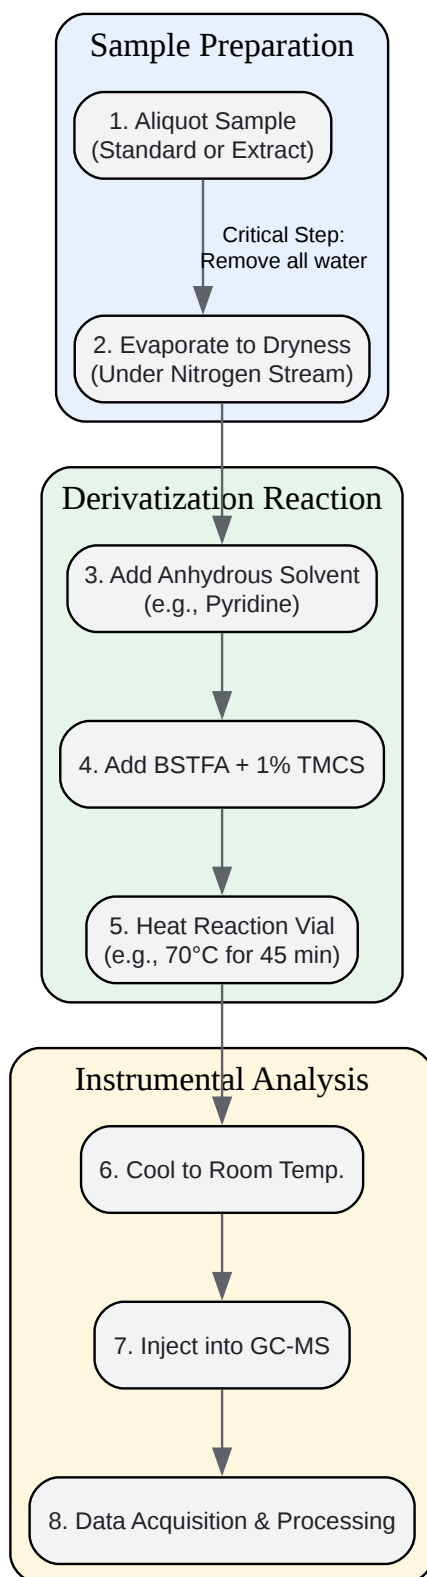 Sample Preparation
1. Aliquot Sample
(Standard or Extract)
Critical Step:
Remove all water
2. Evaporate to Dryness
(Under Nitrogen Stream)
Derivatization Reaction
3. Add Anhydrous Solvent
(e.g., Pyridine)
4. Add BSTFA + 1% TMCS
5. Heat Reaction Vial
(e.g., 70°C for 45 min)
Instrumental Analysis
6. Cool to Room Temp.
7. Inject into GC-MS
8. Data Acquisition & Processing